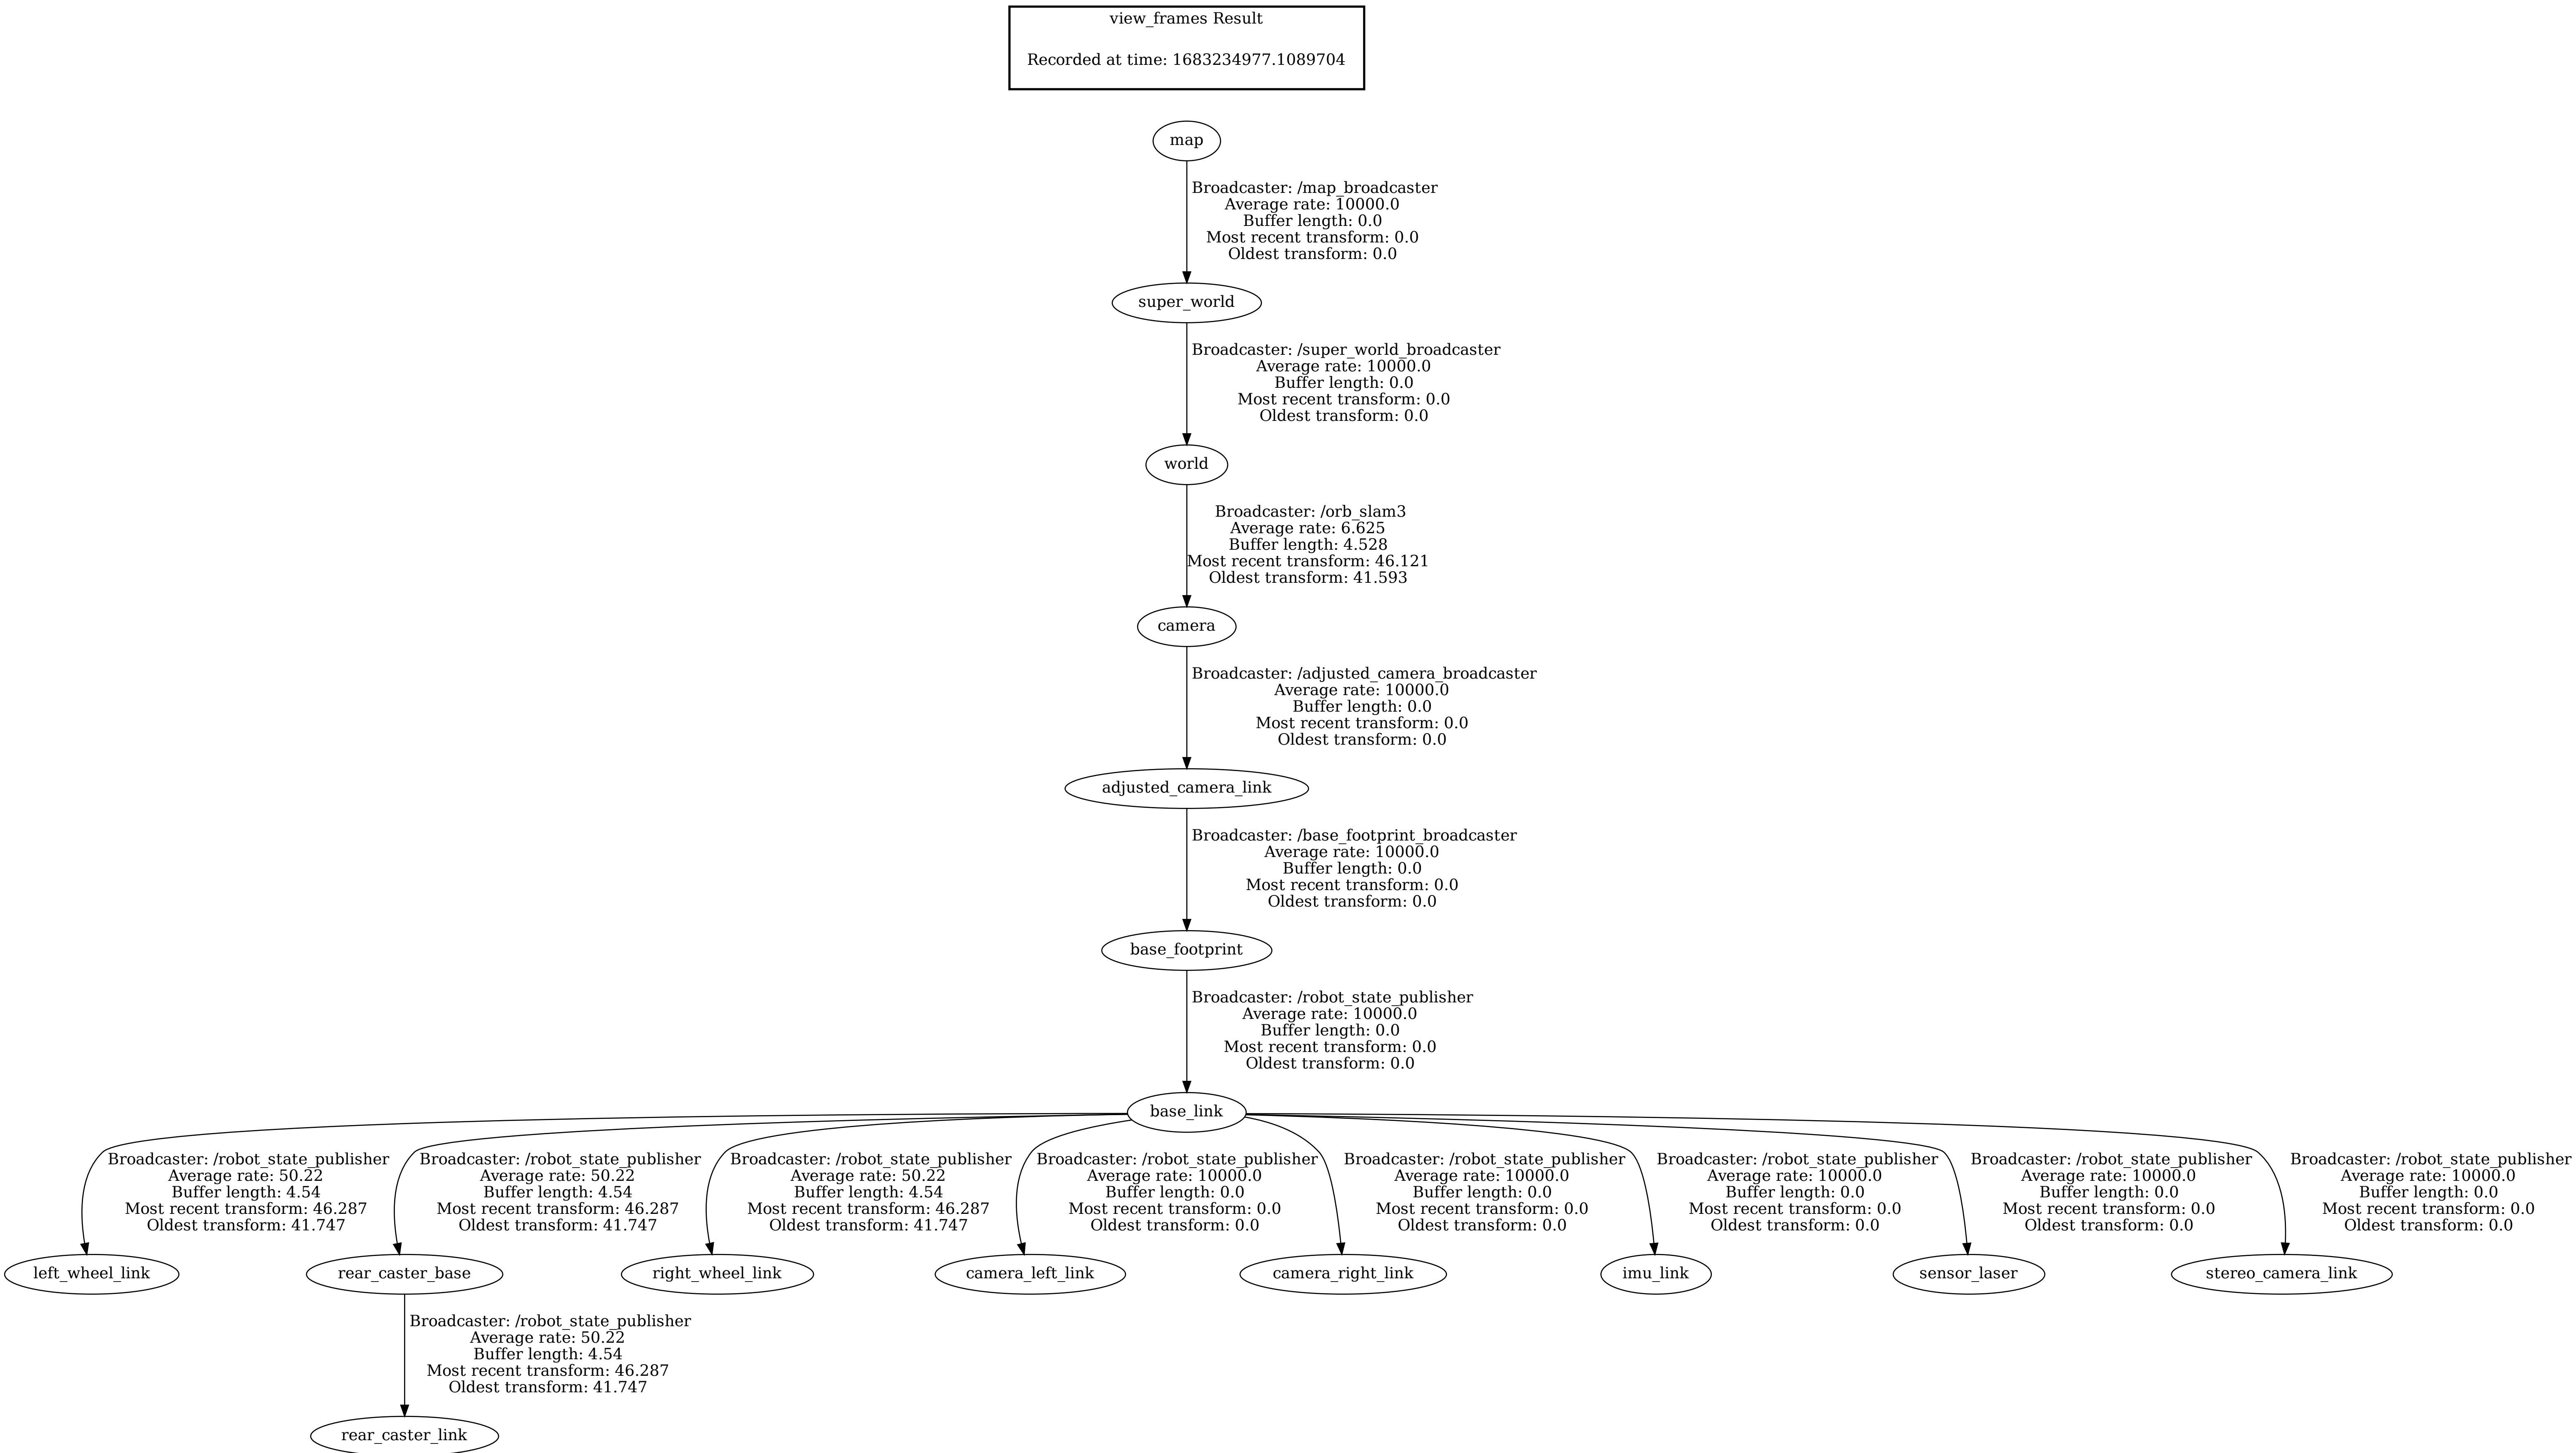 view_frames Result
Recorded at time: 1683234977.1089704
map
Broadcaster: /map_broadcaster
Average rate: 10000.0
Buffer length: 0.0
Most recent transform: 0.0
Oldest transform: 0.0
super_world
Broadcaster: /super_world_broadcaster
Average rate: 10000.0
Buffer length: 0.0
Most recent transform: 0.0
Oldest transform: 0.0
world
Broadcaster: /orb_slam3
Average rate: 6.625
Buffer length: 4.528
Most recent transform: 46.121
Oldest transform: 41.593
camera
Broadcaster: /adjusted_camera_broadcaster
Average rate: 10000.0
Buffer length: 0.0
Most recent transform: 0.0
Oldest transform: 0.0
adjusted_camera_link
Broadcaster: /base_footprint_broadcaster
Average rate: 10000.0
Buffer length: 0.0
Most recent transform: 0.0
Oldest transform: 0.0
base_footprint
Broadcaster: /robot_state_publisher
Average rate: 10000.0
Buffer length: 0.0
Most recent transform: 0.0
Oldest transform: 0.0
base_link
Broadcaster: /robot_state_publisher
Average rate: 50.22
Buffer length: 4.54
Most recent transform: 46.287
Oldest transform: 41.747
left_wheel_link
Broadcaster: /robot_state_publisher
Average rate: 50.22
Buffer length: 4.54
Most recent transform: 46.287
Oldest transform: 41.747
rear_caster_base
Broadcaster: /robot_state_publisher
Average rate: 50.22
Buffer length: 4.54
Most recent transform: 46.287
Oldest transform: 41.747
right_wheel_link
Broadcaster: /robot_state_publisher
Average rate: 10000.0
Buffer length: 0.0
Most recent transform: 0.0
Oldest transform: 0.0
camera_left_link
Broadcaster: /robot_state_publisher
Average rate: 10000.0
Buffer length: 0.0
Most recent transform: 0.0
Oldest transform: 0.0
camera_right_link
Broadcaster: /robot_state_publisher
Average rate: 10000.0
Buffer length: 0.0
Most recent transform: 0.0
Oldest transform: 0.0
imu_link
Broadcaster: /robot_state_publisher
Average rate: 10000.0
Buffer length: 0.0
Most recent transform: 0.0
Oldest transform: 0.0
sensor_laser
Broadcaster: /robot_state_publisher
Average rate: 10000.0
Buffer length: 0.0
Most recent transform: 0.0
Oldest transform: 0.0
stereo_camera_link
Broadcaster: /robot_state_publisher
Average rate: 50.22
Buffer length: 4.54
Most recent transform: 46.287
Oldest transform: 41.747
rear_caster_link